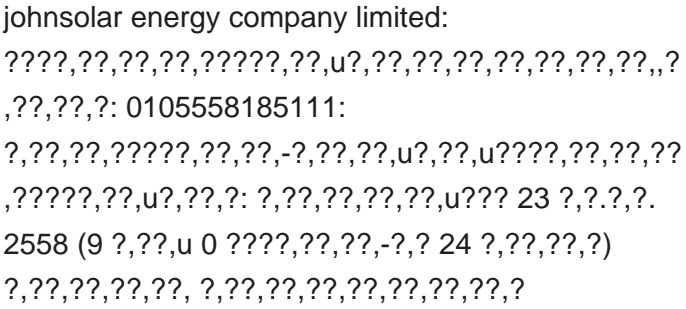 johnsolar energy company limited:
????,??,??,??,?????,??,u?,??,??,??,??,??,??,??,,?
,??,??,?: 0105558185111:
?,??,??,?????,??,??,-?,??,??,u?,??,u????,??,??,??
,?????,??,u?,??,?: ?,??,??,??,??,u??? 23 ?,?.?,?.
2558 (9 ?,??,u 0 ????,??,??,-?,? 24 ?,??,??,?)
?,??,??,??,??, ?,??,??,??,??,??,??,??,?